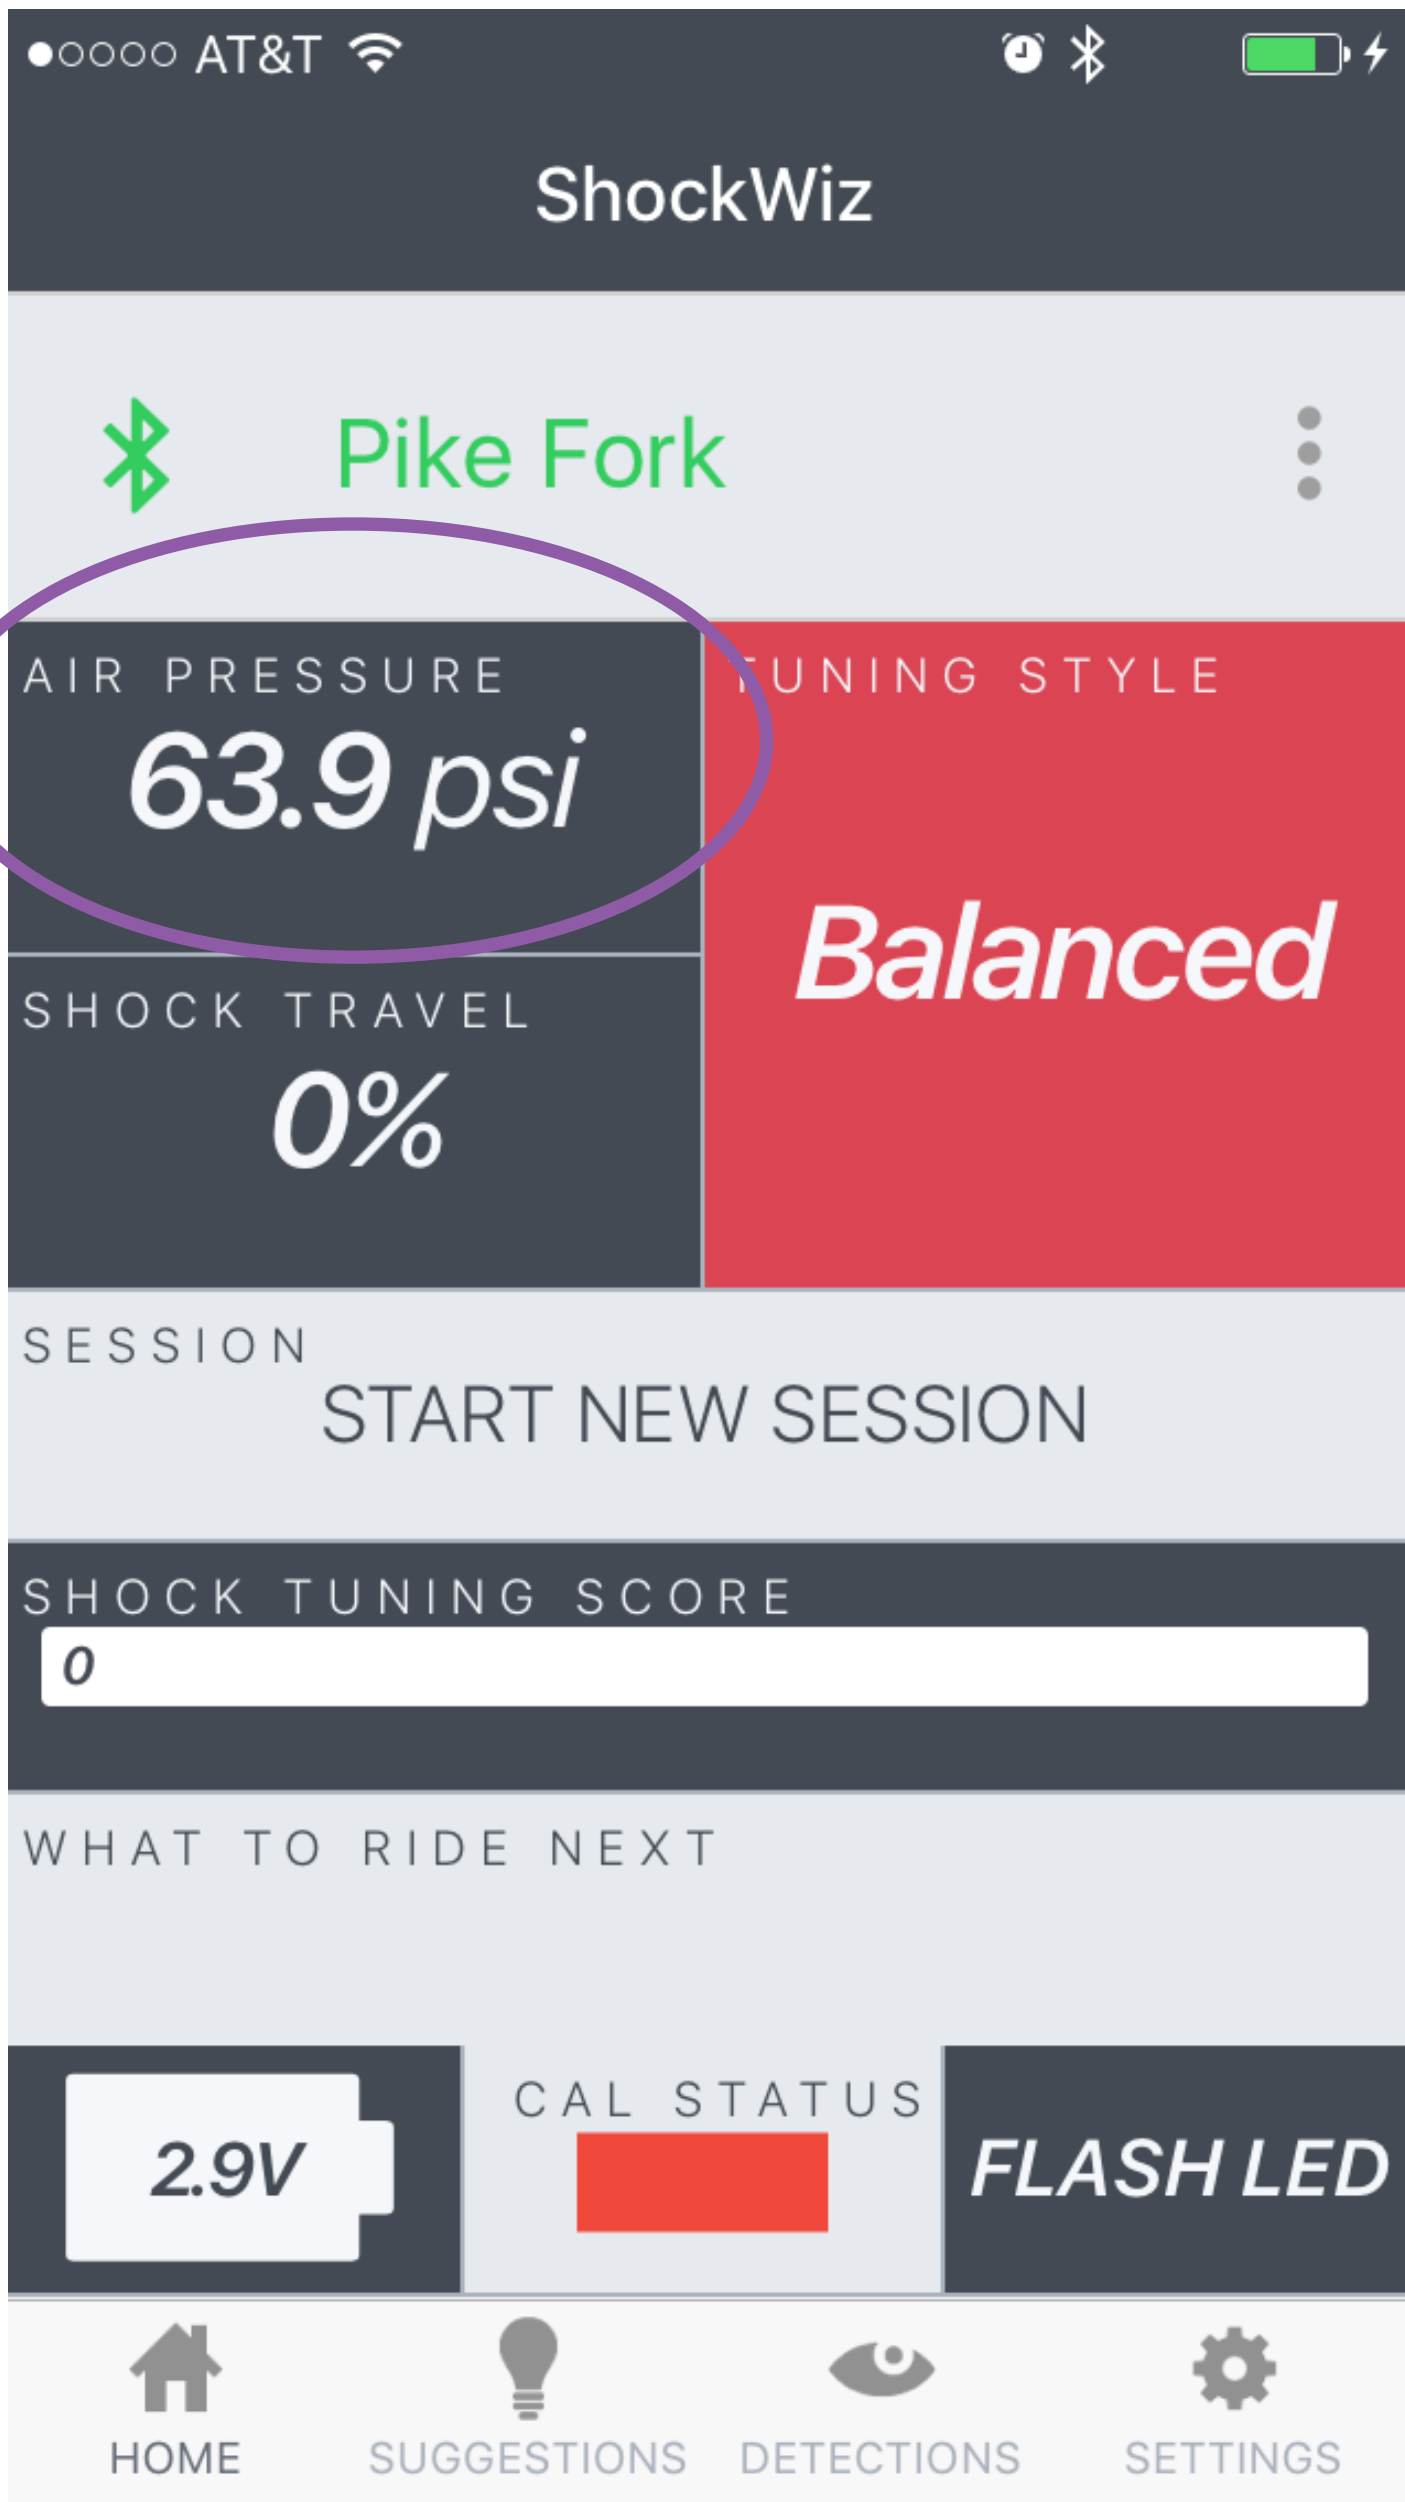 AT&T
ShockWiz
Pike Fork
AIR PRESSURE
63.9 psi
TUNING STYLE
Balanced
SHOCK TRAVEL
0%
SESSION
START NEW SESSION
SHOCK TUNING SCORE
0
WHAT TO RIDE NEXT
2.9V
CAL STATUS
FLASH LED
HOME
SUGGESTIONS
DETECTIONS
SETTINGS